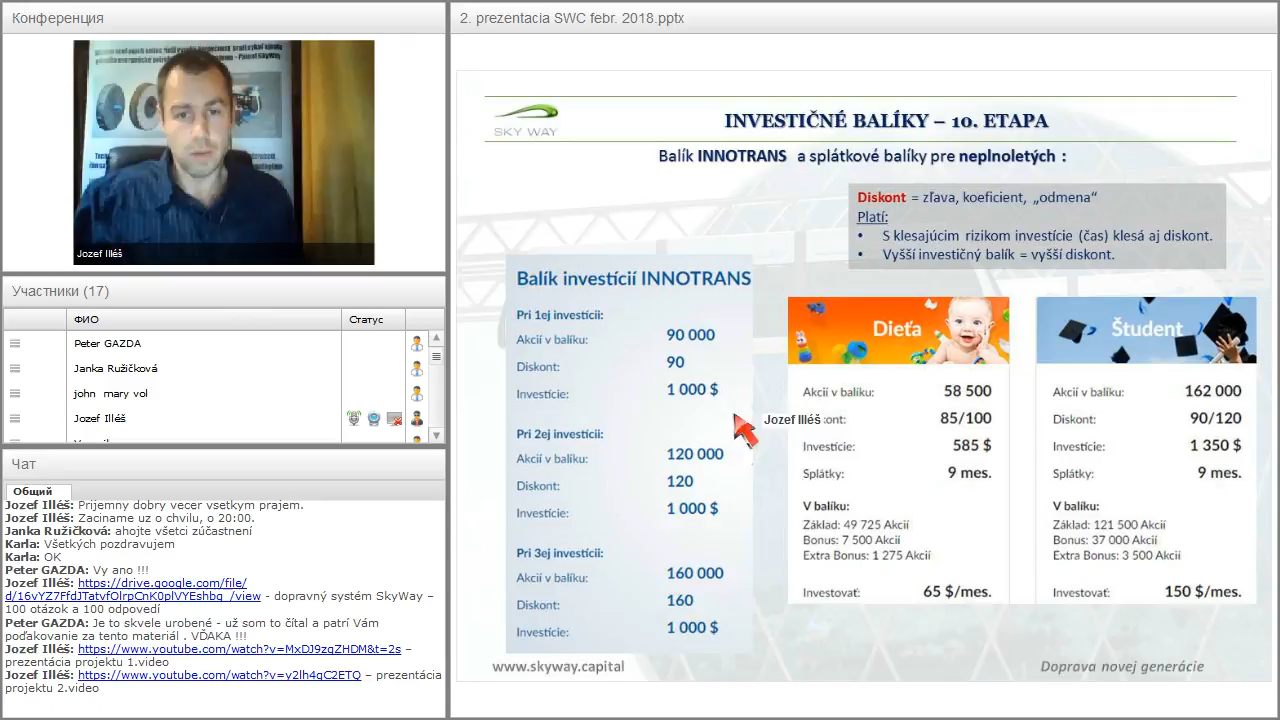 Конференция
Jozef Illéš
Участники (17)
ФИО
Статус
Peter GAZDA
Janka Ružičková
john mary vol
Jozef Illéš
Чат
Общий
Jozef Illéš: Prijemny dobry vecer vsetkym prajem.
Jozef Illéš: Zaciname uz o chvilu, o 20:00.
Janka Ružičková: ahojte všetci zúčastnení
Karla: Všetkých pozdravujem
Karla: OK
Peter GAZDA: Vy ano !!!
Jozef Illéš: https://drive.google.com/file/
d/16vYZ7FfdJTatvfOlrpCnK0plVYEshbq_/view - dopravný systém SkyWay –
100 otázok a 100 odpovedí
Peter GAZDA: Je to skvele urobené - už som to čítal a patrí Vám
poďakovanie za tento materiál . VĎAKA !!!
Jozef Illéš: https://www.youtube.com/watch?v=MxDJ9zqZHDM&t=2s –
prezentácia projektu 1.video
Jozef Illéš: https://www.youtube.com/watch?v=y2lh4gC2ETQ – prezentácia
projektu 2.video
2. prezentacia SWC febr. 2018.pptx
SKY WAY
INVESTIČNÉ BALÍKY – 10. ETAPA
Balík INNOTRANS a splátkové balíky pre neplnoletých :
Diskont = zľava, koeficient, „odmena“
Platí:
• S klesajúcim rizikom investície (čas) klesá aj diskont.
• Vyšší investičný balík = vyšší diskont.
Balík investícií INNOTRANS
Pri 1ej investícii:
Akcií v balíku: 90 000
Diskont: 90
Investície: 1 000 $
Pri 2ej investícii:
Akcií v balíku: 120 000
Diskont: 120
Investície: 1 000 $
Pri 3ej investícii:
Akcií v balíku: 160 000
Diskont: 160
Investície: 1 000 $
Jozef Illéš
Dieťa
Akcií v balíku: 58 500
ont: 85/100
Investície: 585 $
Splátky: 9 mes.
V balíku:
Základ: 49 725 Akcií
Bonus: 7 500 Akcií
Extra Bonus: 1 275 Akcií
Investovať: 65 $/mes.
Študent
Akcií v balíku: 162 000
Diskont: 90/120
Investície: 1 350 $
Splátky: 9 mes.
V balíku:
Základ: 121 500 Akcií
Bonus: 37 000 Akcií
Extra Bonus: 3 500 Akcií
Investovať: 150 $/mes.
www.skyway.capital
Doprava novej generácie